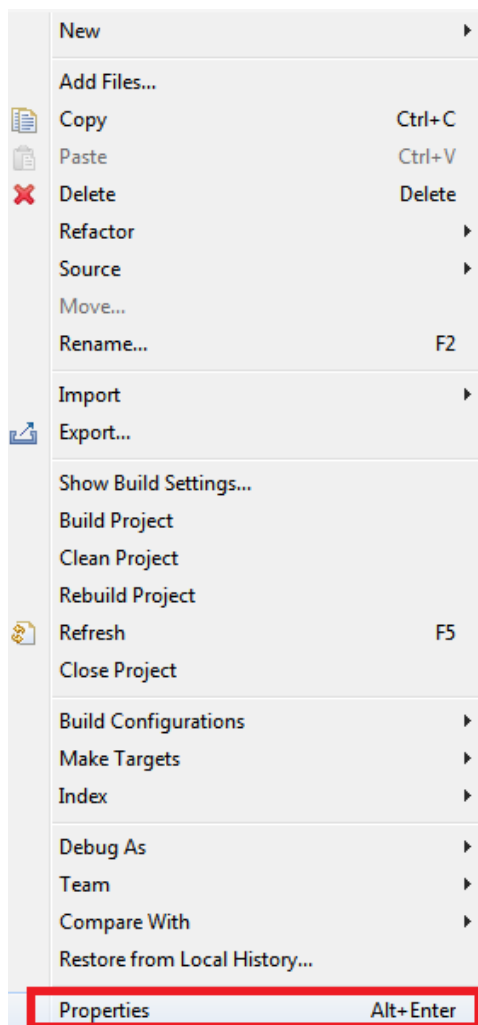 New
Add Files...
Copy Ctrl+C
Paste Ctrl+V
Delete Delete
Refactor
Source
Move...
Rename... F2
Import
Export...
Show Build Settings...
Build Project
Clean Project
Rebuild Project
Refresh F5
Close Project
Build Configurations
Make Targets
Index
Debug As
Team
Compare With
Restore from Local History...
Properties Alt+Enter